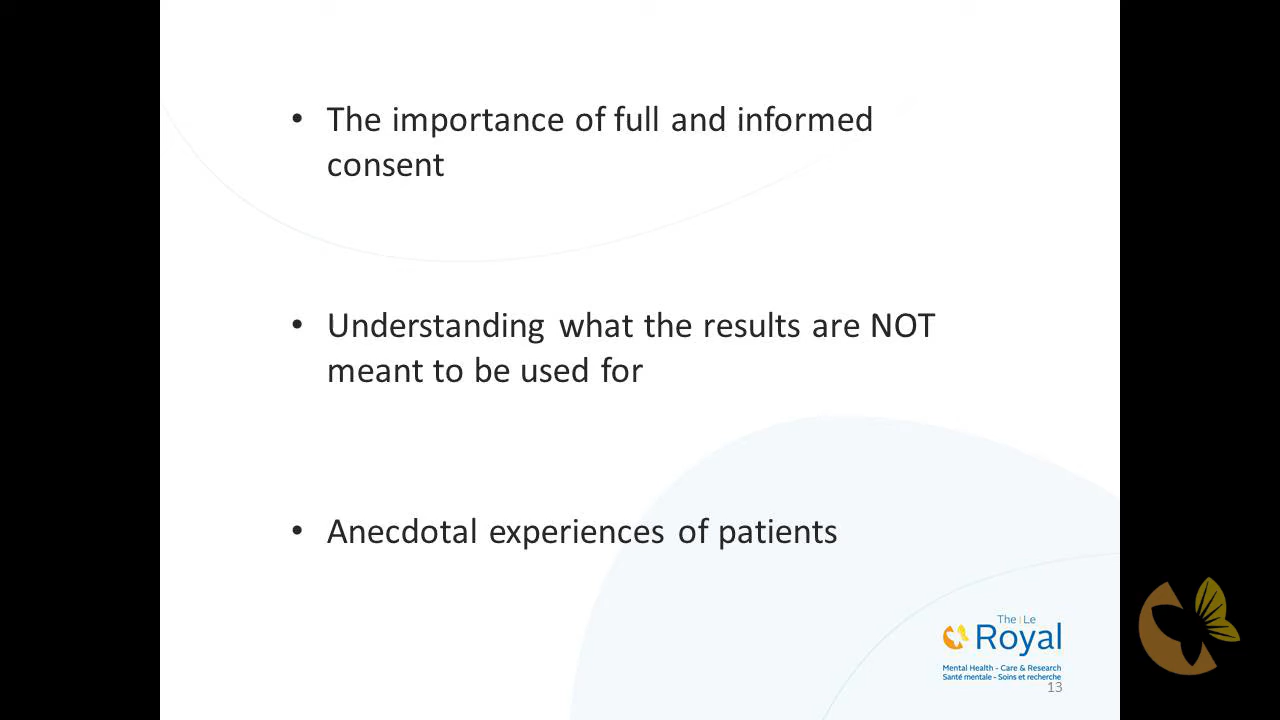 • The importance of full and informed
consent
• Understanding what the results are NOT
meant to be used for
• Anecdotal experiences of patients
The | Le
Royal
Mental Health - Care & Research
Santé mentale - Soins et recherche
13